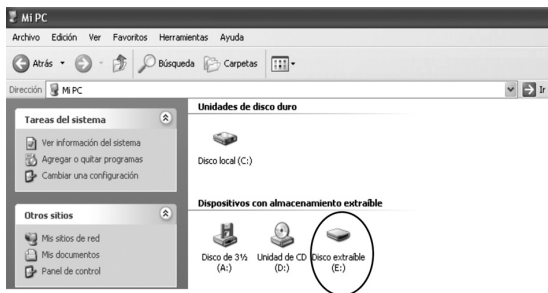 Mi PC
Archivo Edición Ver Favoritos Herramientas Ayuda
Atrás Búsqueda Carpetas
Dirección Mi PC Ir
Tareas del sistema
Ver información del sistema
Agregar o quitar programas
Cambiar una configuración
Otros sitios
Mis sitios de red
Mis documentos
Panel de control
Unidades de disco duro
Disco local (C:)
Dispositivos con almacenamiento extraíble
Disco de 3½ (A:)
Unidad de CD (D:)
Disco extraíble (E:)